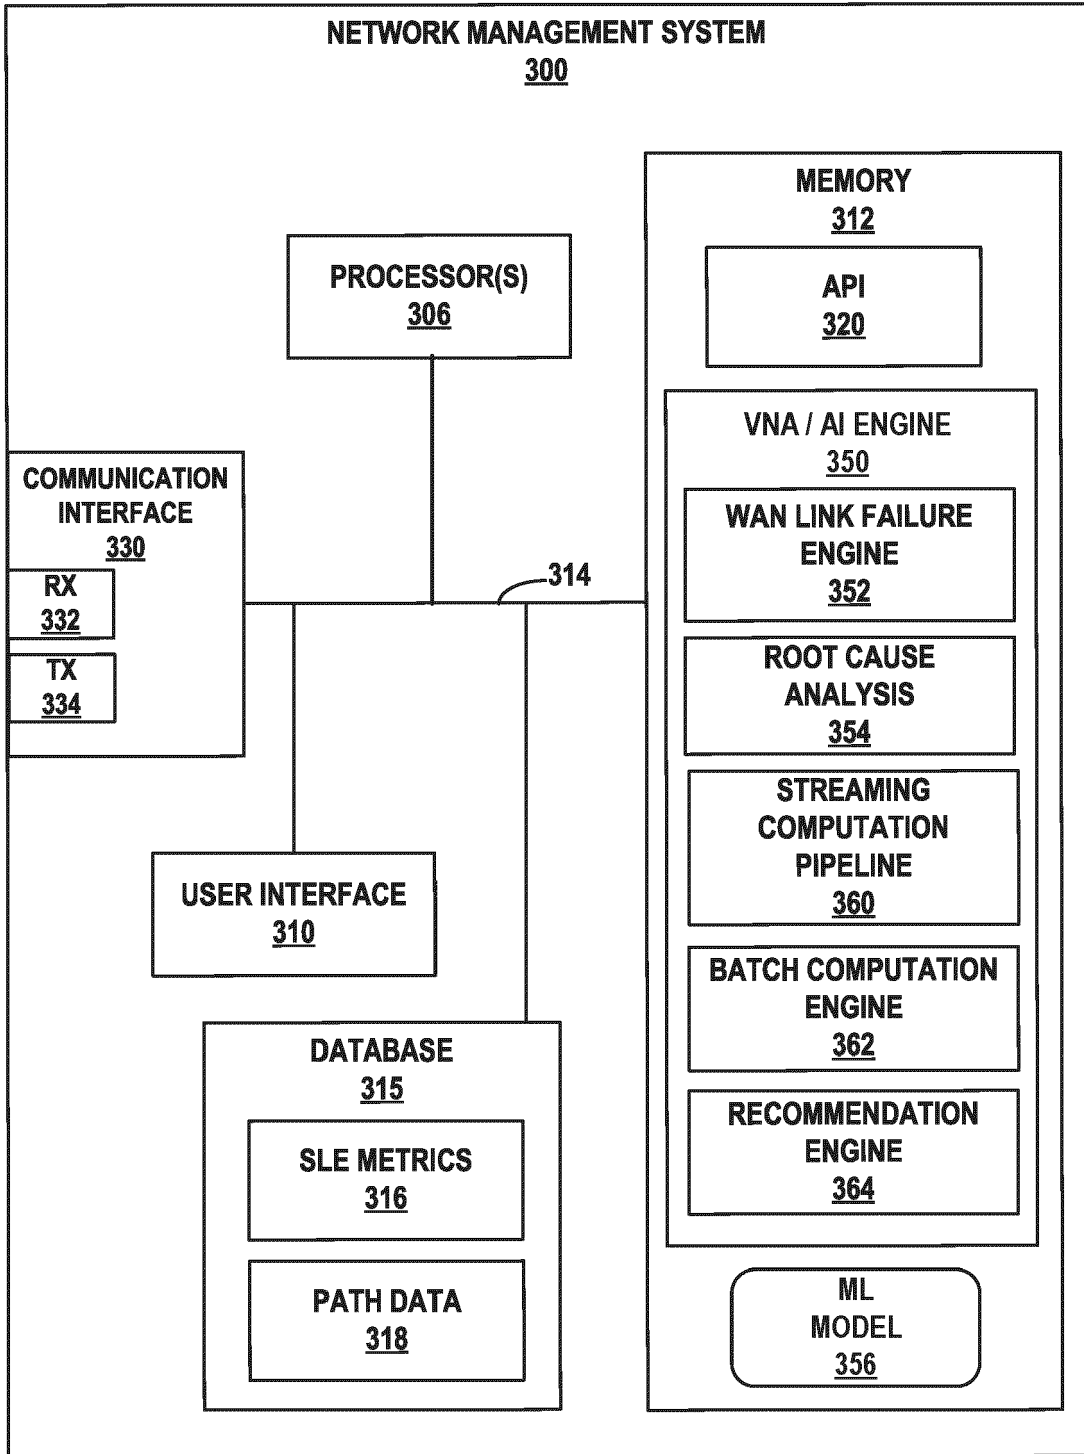 NETWORK MANAGEMENT SYSTEM
300
PROCESSOR(S)
306
COMMUNICATION
INTERFACE
330
RX
332
TX
334
314
USER INTERFACE
310
DATABASE
315
SLE METRICS
316
PATH DATA
318
MEMORY
312
API
320
VNA / AI ENGINE
350
WAN LINK FAILURE
ENGINE
352
ROOT CAUSE
ANALYSIS
354
STREAMING
COMPUTATION
PIPELINE
360
BATCH COMPUTATION
ENGINE
362
RECOMMENDATION
ENGINE
364
ML
MODEL
356